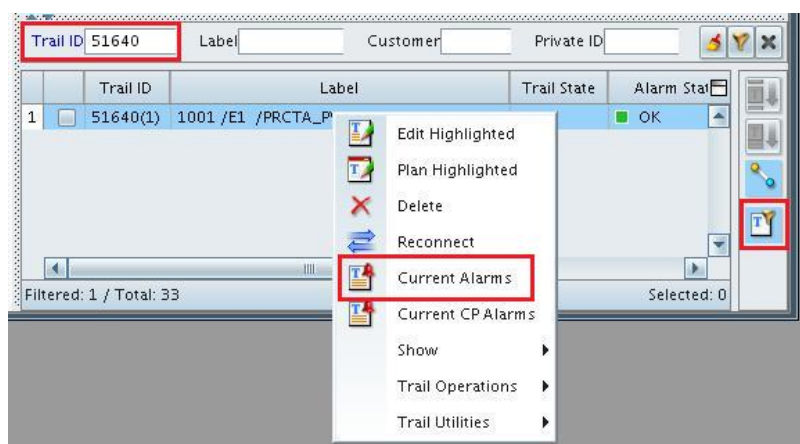 Trail ID 51640 Label Customer Private ID
Trail ID Label Trail State Alarm Stat
1 51640(1) 1001 /E1 /PRCTA_P OK
Edit Highlighted
Plan Highlighted
Delete
Reconnect
Current Alarms
Filtered: 1 / Total: 33 Selected: 0
Current CP Alarms
Show
Trail Operations
Trail Utilities